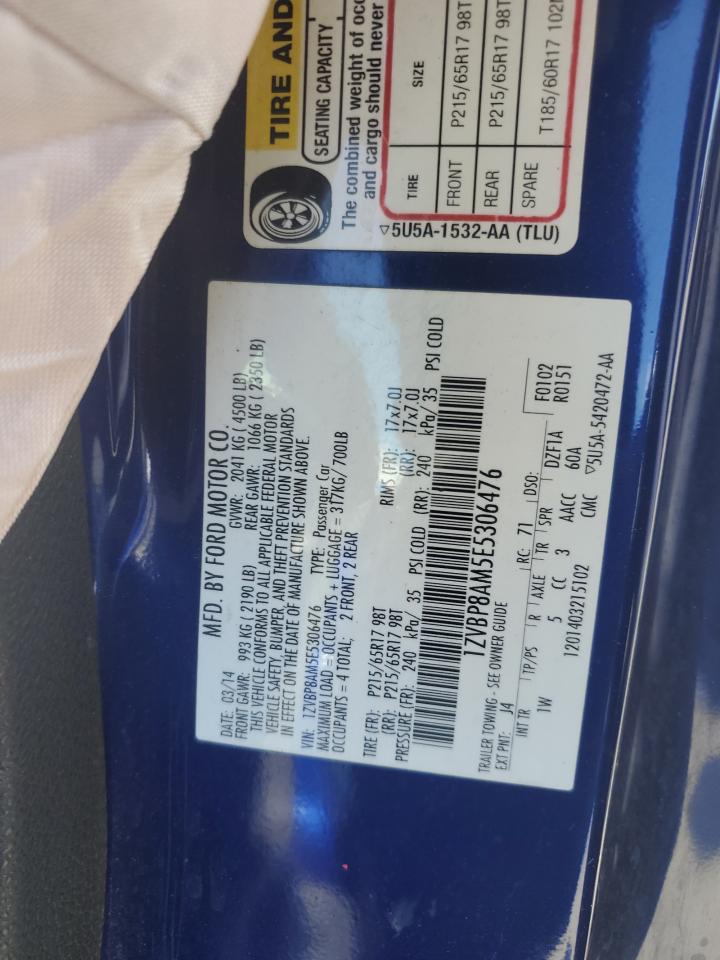 MFD. BY FORD MOTOR CO.
DATE: 03/14 GVWR: 2041 KG ( 4500 LB)
FRONT GAWR: 993 KG ( 2190 LB) REAR GAWR: 1066 KG ( 2350 LB)
THIS VEHICLE CONFORMS TO ALL APPLICABLE FEDERAL MOTOR
VEHICLE SAFETY, BUMPER, AND THEFT PREVENTION STANDARDS
IN EFFECT ON THE DATE OF MANUFACTURE SHOWN ABOVE.
VIN: 1ZVBP8AM5E5306476 TYPE: Passenger Car
MAXIMUM LOAD = OCCUPANTS + LUGGAGE = 317KG/ 700LB
OCCUPANTS = 4 TOTAL; 2 FRONT, 2 REAR
TIRE (FR): P215/65R17 98T RIMS (FR): 17x7.0J
(RR): P215/65R17 98T (RR): 17x7.0J
PRESSURE (FR): 240 kPa/ 35 PSI COLD (RR): 240 kPa/ 35 PSI COLD
1ZVBP8AM5E5306476
TRAILER TOWING - SEE OWNER GUIDE
EXT PNT: J4 RC: 71 DSO: F0102
R0151
INT TR TP/PS R AXLE TR SPR DZF1A
1W 5 CC 3 AACC 60A
1201403215102 CMC ▽5U5A-5420472-AA
TIRE AND
SEATING CAPACITY
The combined weight of occ
and cargo should never
TIRE SIZE
FRONT P215/65R17 98T
REAR P215/65R17 98T
SPARE T185/60R17 102
▽5U5A-1532-AA (TLU)